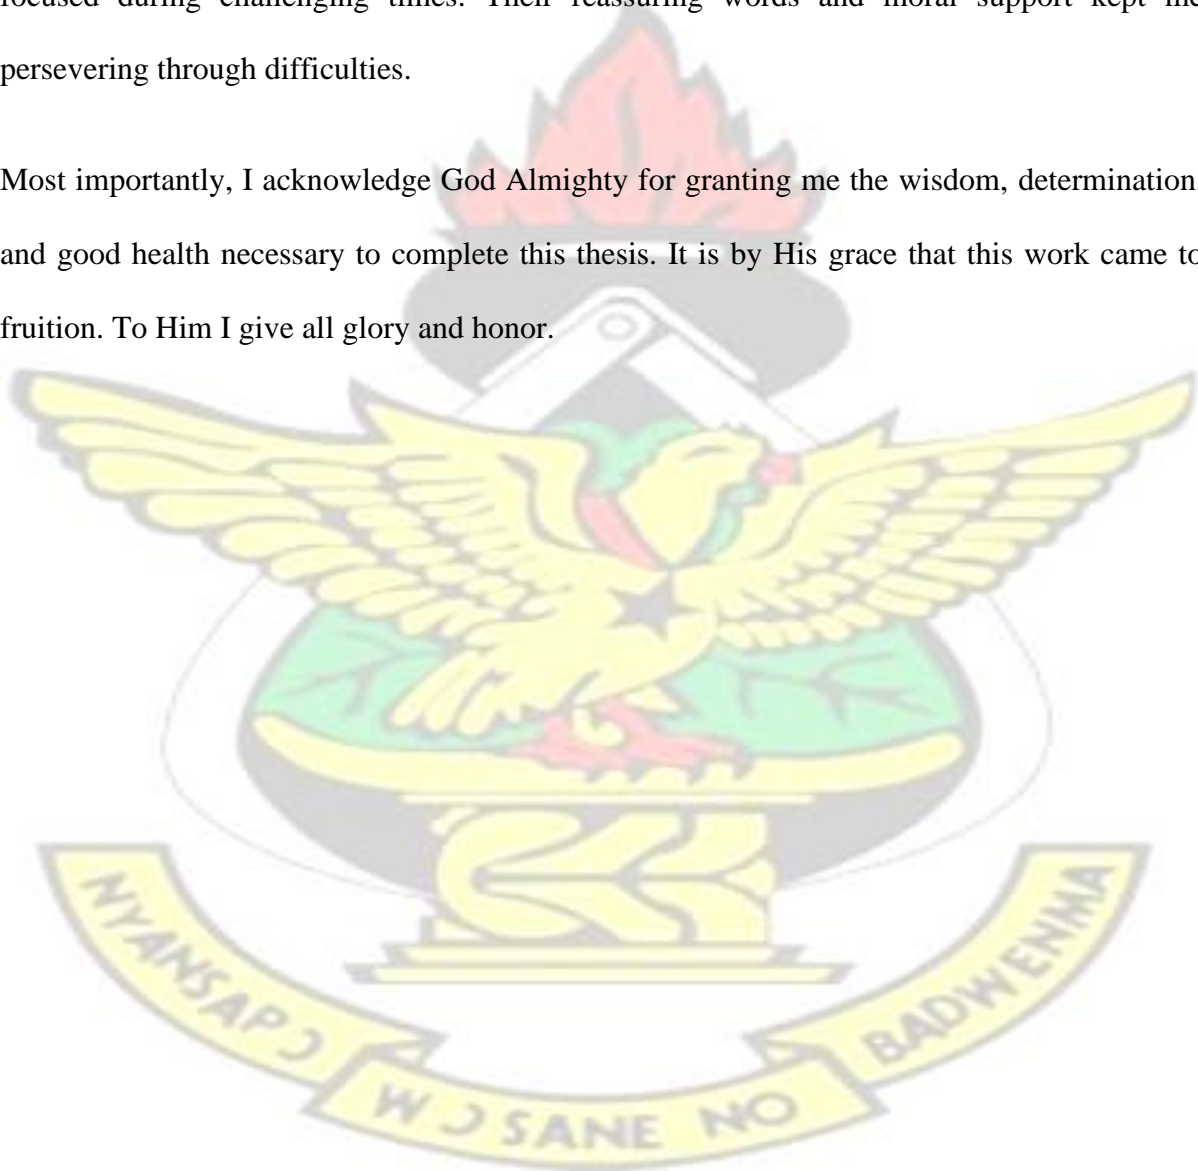 focused during challenging times. Their reassuring words and moral support kept me
persevering through difficulties.
Most importantly, I acknowledge God Almighty for granting me the wisdom, determination,
and good health necessary to complete this thesis. It is by His grace that this work came to
fruition. To Him I give all glory and honor.
NYANSAPƆ
WƆSANE NO
BADWENMA